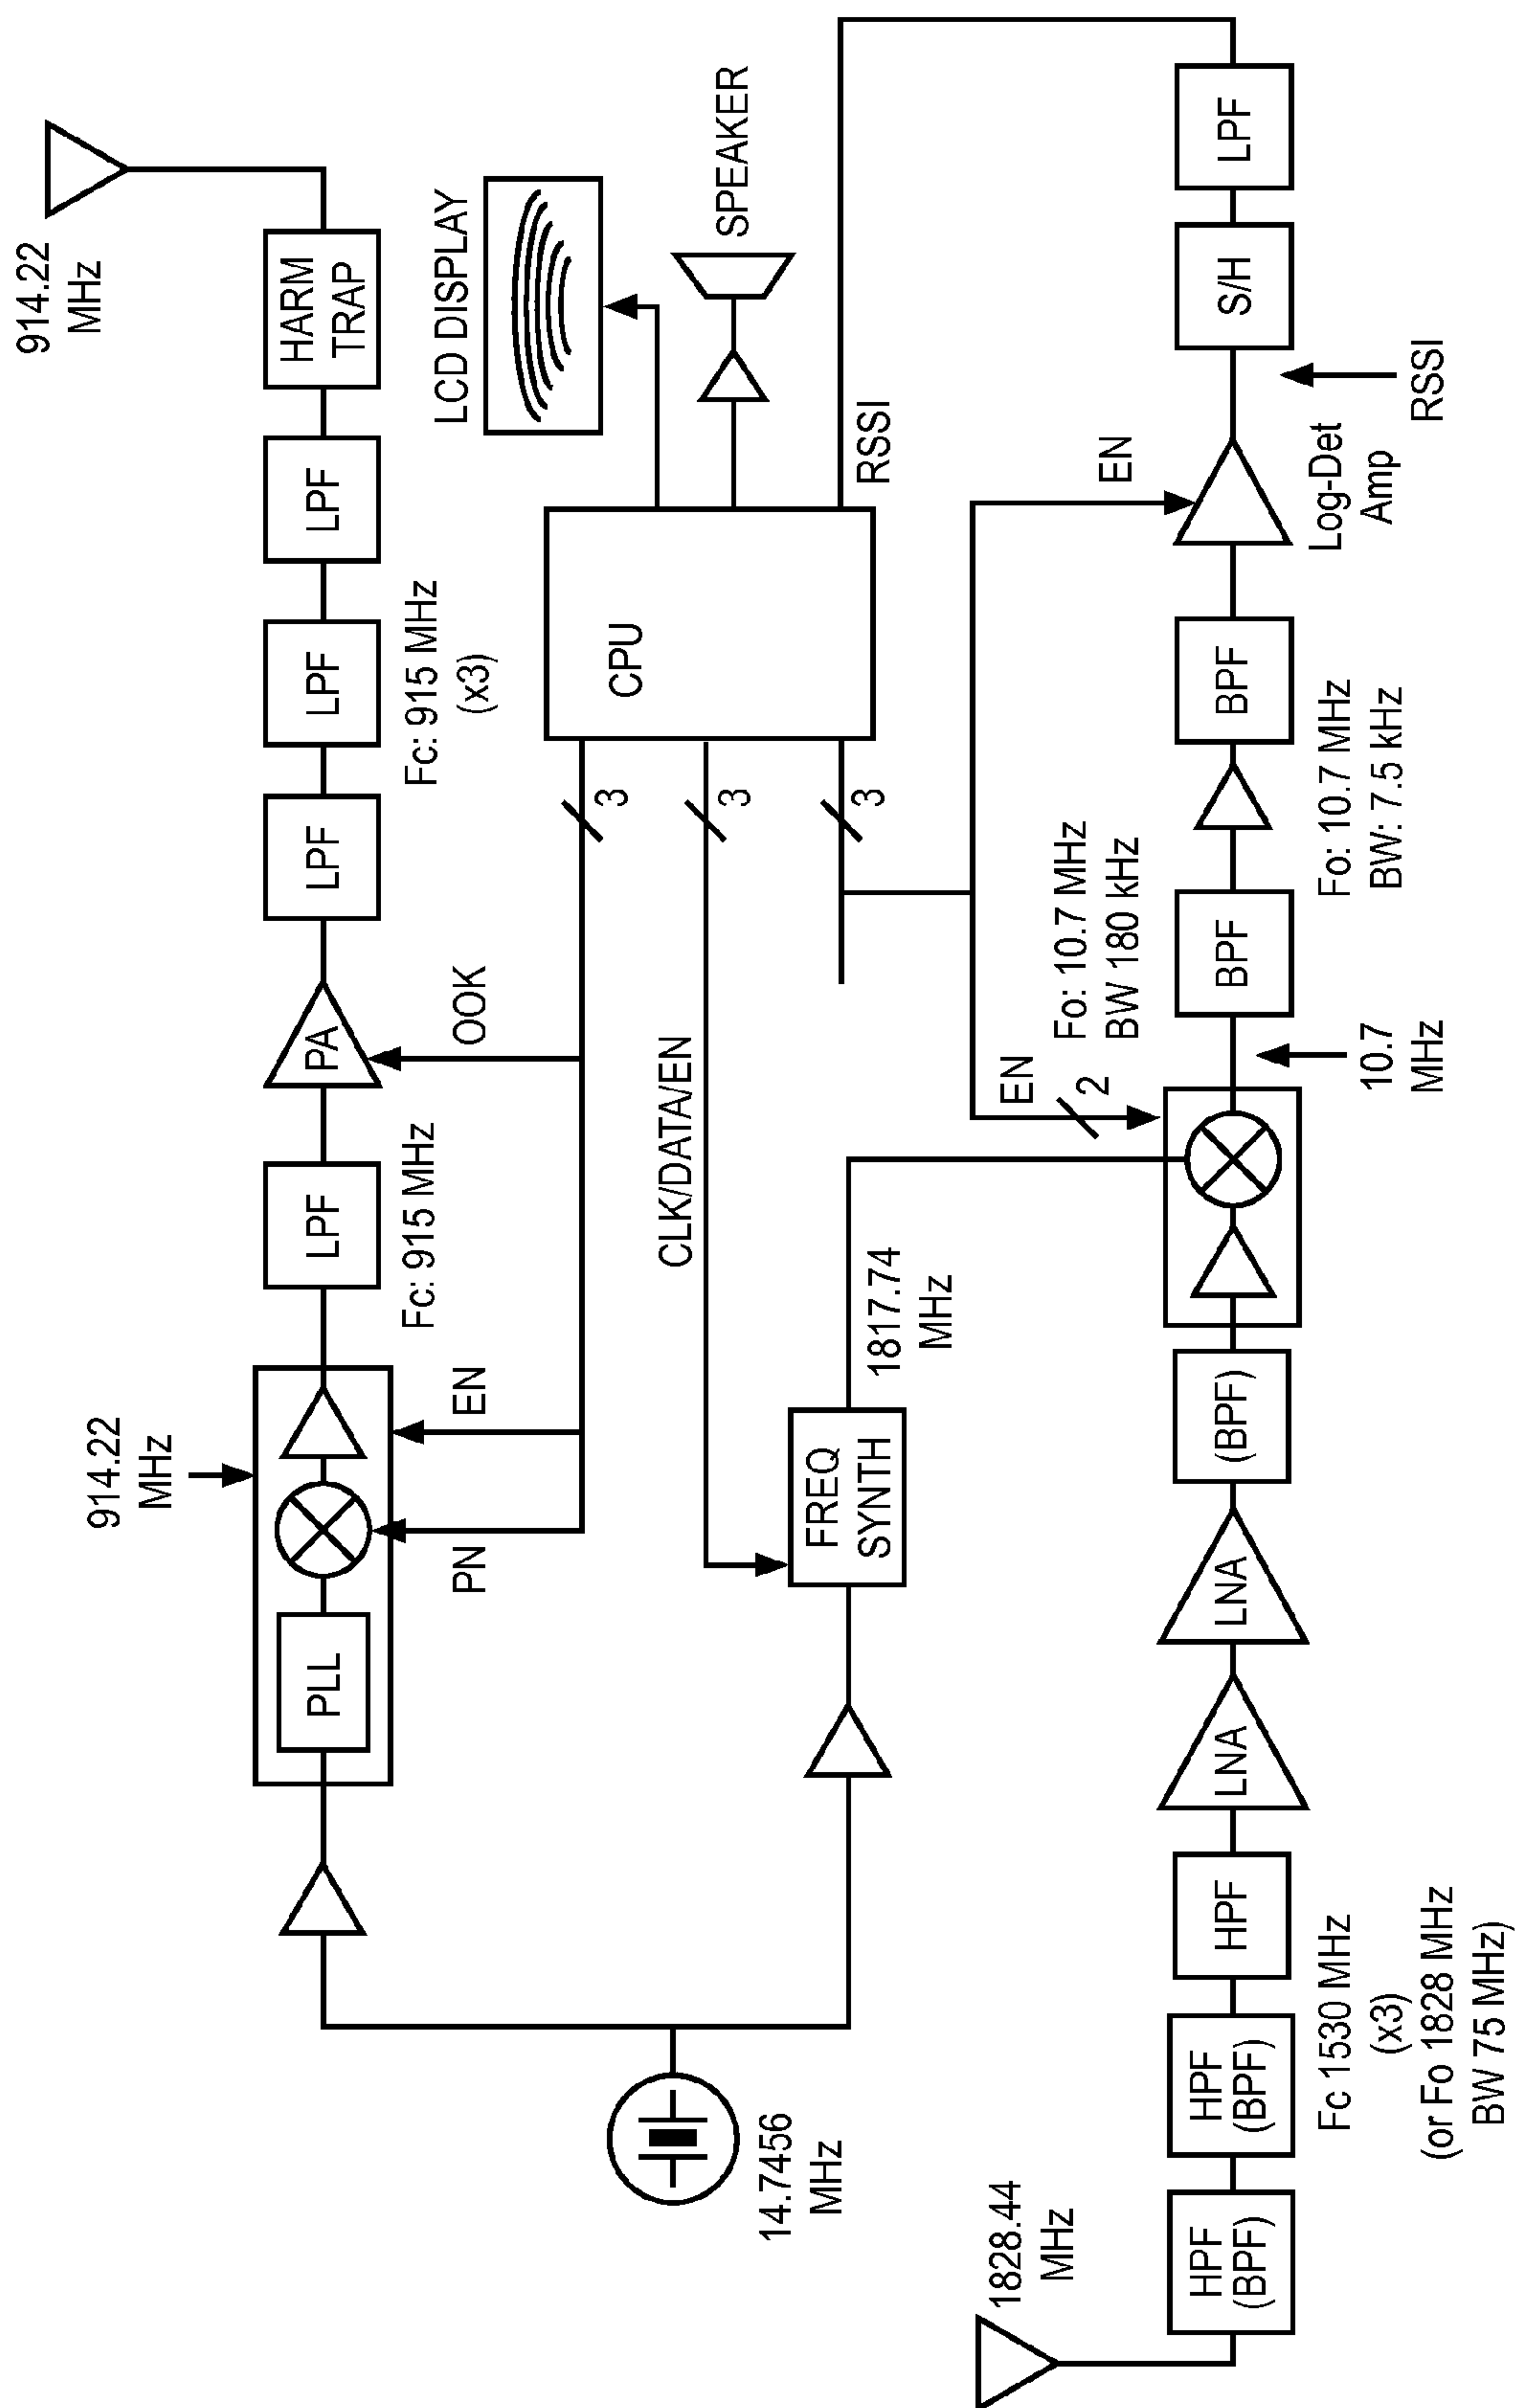 914.22
MHz
914.22
MHz
PLL
LPF
PA
LPF
LPF
LPF
HARM
TRAP
Fc: 915 MHz
Fc: 915 MHz
(x3)
PN
EN
OOK
LCD DISPLAY
SPEAKER
CPU
3
3
3
CLK/DATA/EN
RSSI
14.7456
MHz
FREQ
SYNTH
1817.74
MHz
EN
2
EN
Fo: 10.7 MHz
BW 180 kHz
1828.44
MHz
HPF
(BPF)
HPF
(BPF)
HPF
LNA
LNA
(BPF)
BPF
BPF
S/H
LPF
Fc 1530 MHz
(x3)
(or Fo 1828 MHz
BW 75 MHz)
10.7
MHz
Fo: 10.7 MHz
BW: 7.5 kHz
Log-Det
Amp
RSSI